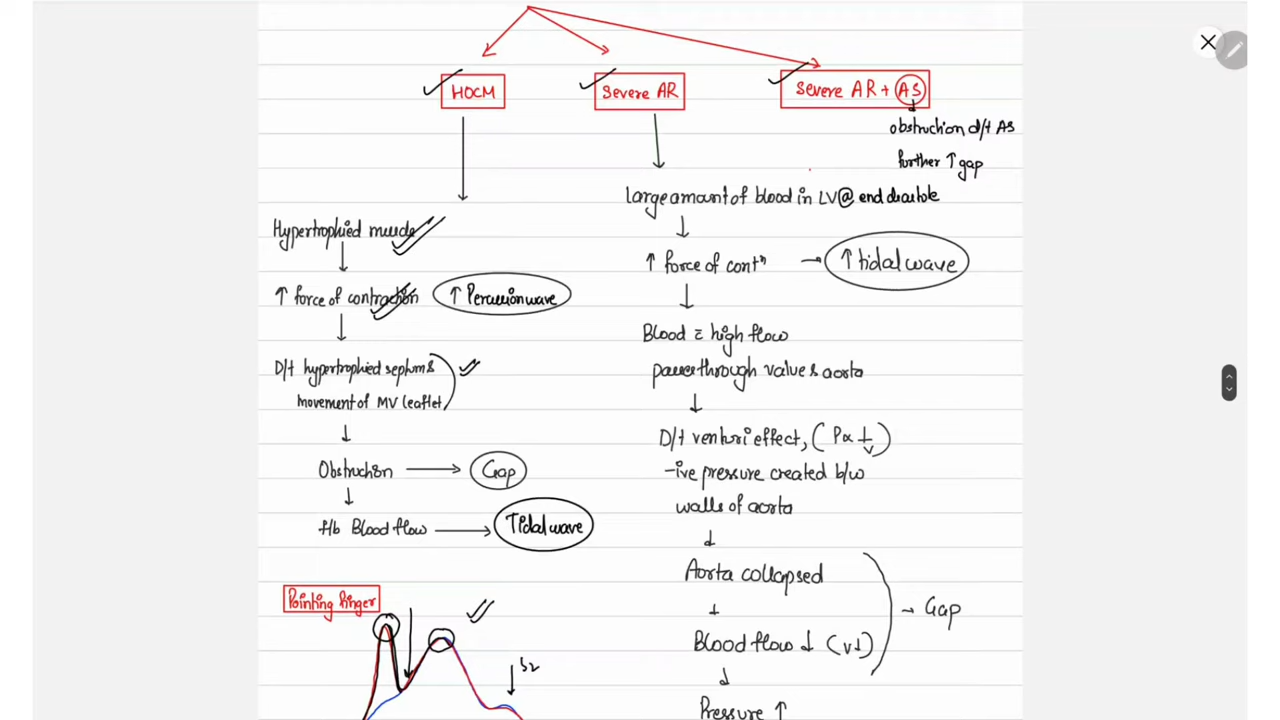 HOCM
Severe AR
Severe AR + AS
obstruction d/t AS
further ↑ gap
Large amount of blood in LV @ end diastole
↑ force of contⁿ → ↑ tidal wave
Blood c̄ high flow
passes through valve & aorta
D/t venturi effect, (P∝ 1/V)
-ive pressure created b/w
walls of aorta
Aorta collapsed
Blood flow ↓ (V↓)
→ Gap
Pressure ↑
Hypertrophied muscle
↑ force of contraction
↑ Percussion wave
D/t hypertrophied septum &
movement of MV leaflet
Obstruction → Gap
f/b Blood flow → Tidal wave
Pointing finger
S2